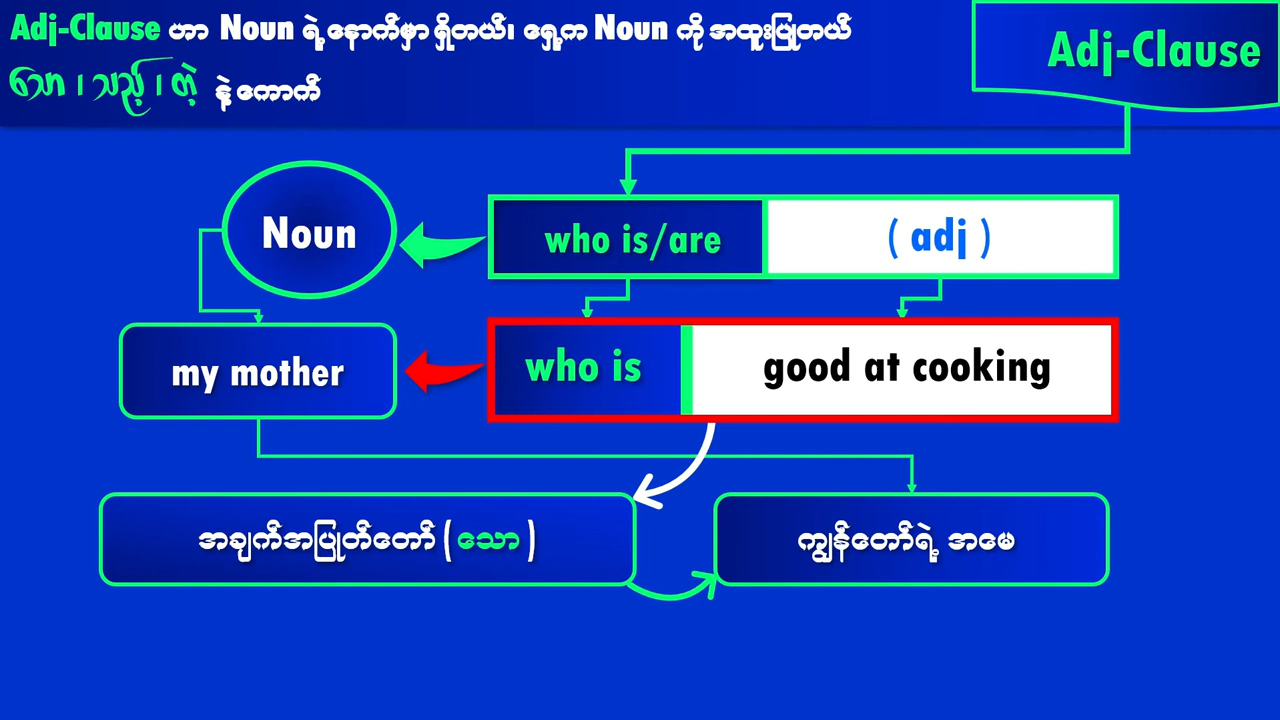 Adj-Clause ဟာ Noun ရဲ့ နောက်မှာ ရှိတယ်၊ ရှေ့က Noun ကို အထူးပြုတယ်
သော ၊ သည့် ၊ တဲ့ နဲ့ ကောက်
Adj-Clause
Noun
who is/are
( adj )
my mother
who is
good at cooking
အချက်အပြုတ်တော် ( သော )
ကျွန်တော်ရဲ့ အမေ